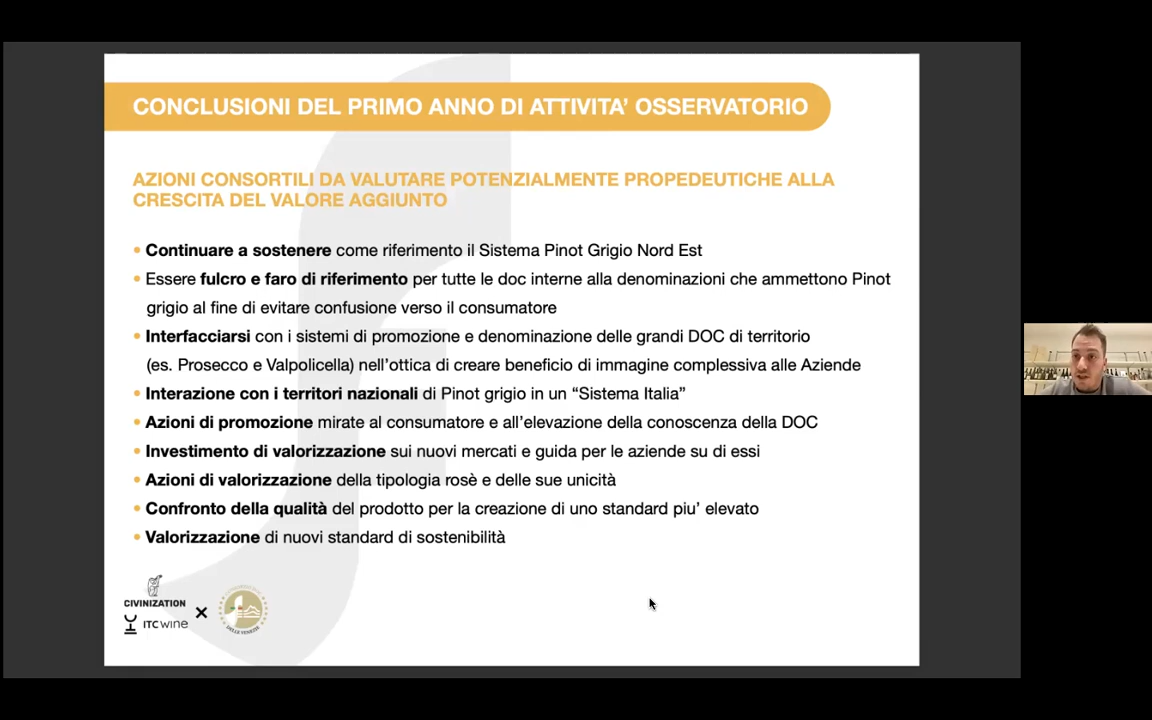 CONCLUSIONI DEL PRIMO ANNO DI ATTIVITA’ OSSERVATORIO
AZIONI CONSORTILI DA VALUTARE POTENZIALMENTE PROPEDEUTICHE ALLA
CRESCITA DEL VALORE AGGIUNTO
• Continuare a sostenere come riferimento il Sistema Pinot Grigio Nord Est
• Essere fulcro e faro di riferimento per tutte le doc interne alla denominazioni che ammettono Pinot
grigio al fine di evitare confusione verso il consumatore
• Interfacciarsi con i sistemi di promozione e denominazione delle grandi DOC di territorio
(es. Prosecco e Valpolicella) nell’ottica di creare beneficio di immagine complessiva alle Aziende
• Interazione con i territori nazionali di Pinot grigio in un “Sistema Italia”
• Azioni di promozione mirate al consumatore e all’elevazione della conoscenza della DOC
• Investimento di valorizzazione sui nuovi mercati e guida per le aziende su di essi
• Azioni di valorizzazione della tipologia rosè e delle sue unicità
• Confronto della qualità del prodotto per la creazione di uno standard piu’ elevato
• Valorizzazione di nuovi standard di sostenibilità
CIVINIZATION
X
ITC wine
DELLE VENEZIE